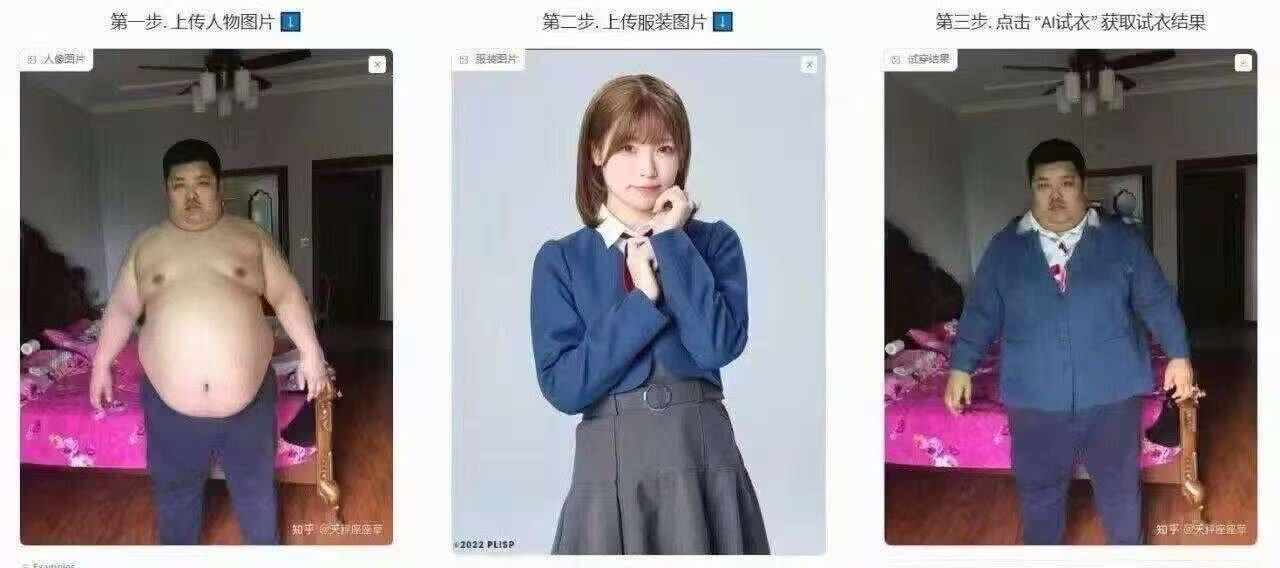 第一步. 上传人物图片 ⬇️
第二步. 上传服装图片 ⬇️
第三步. 点击 “AI试衣” 获取试衣结果
人像图片
服装图片
试穿结果
©2022 PLISP
知乎 @天秤座座草
知乎 @天秤座座草
Examples